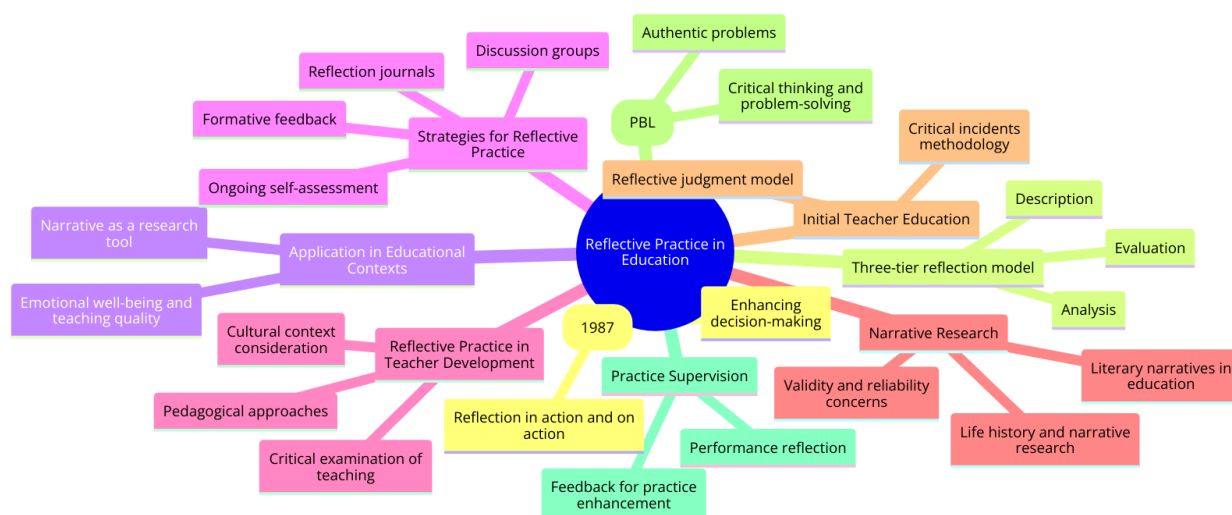 Authentic problems
Discussion groups
Reflection journals
Critical thinking and
problem-solving
Formative feedback
PBL
Critical incidents
methodology
Strategies for Reflective
Practice
Ongoing self-assessment
Reflective judgment model
Description
Narrative as a research
tool
Initial Teacher Education
Application in Educational
Contexts
Reflective Practice in
Education
Evaluation
Three-tier reflection model
Emotional well-being and
teaching quality
Enhancing
decision-making
Analysis
Cultural context
consideration
1987
Narrative Research
Reflective Practice in
Teacher Development
Practice Supervision
Literary narratives in
education
Validity and reliability
concerns
Pedagogical approaches
Reflection in action and on
action
Life history and narrative
research
Critical examination of
teaching
Performance reflection
Feedback for practice
enhancement